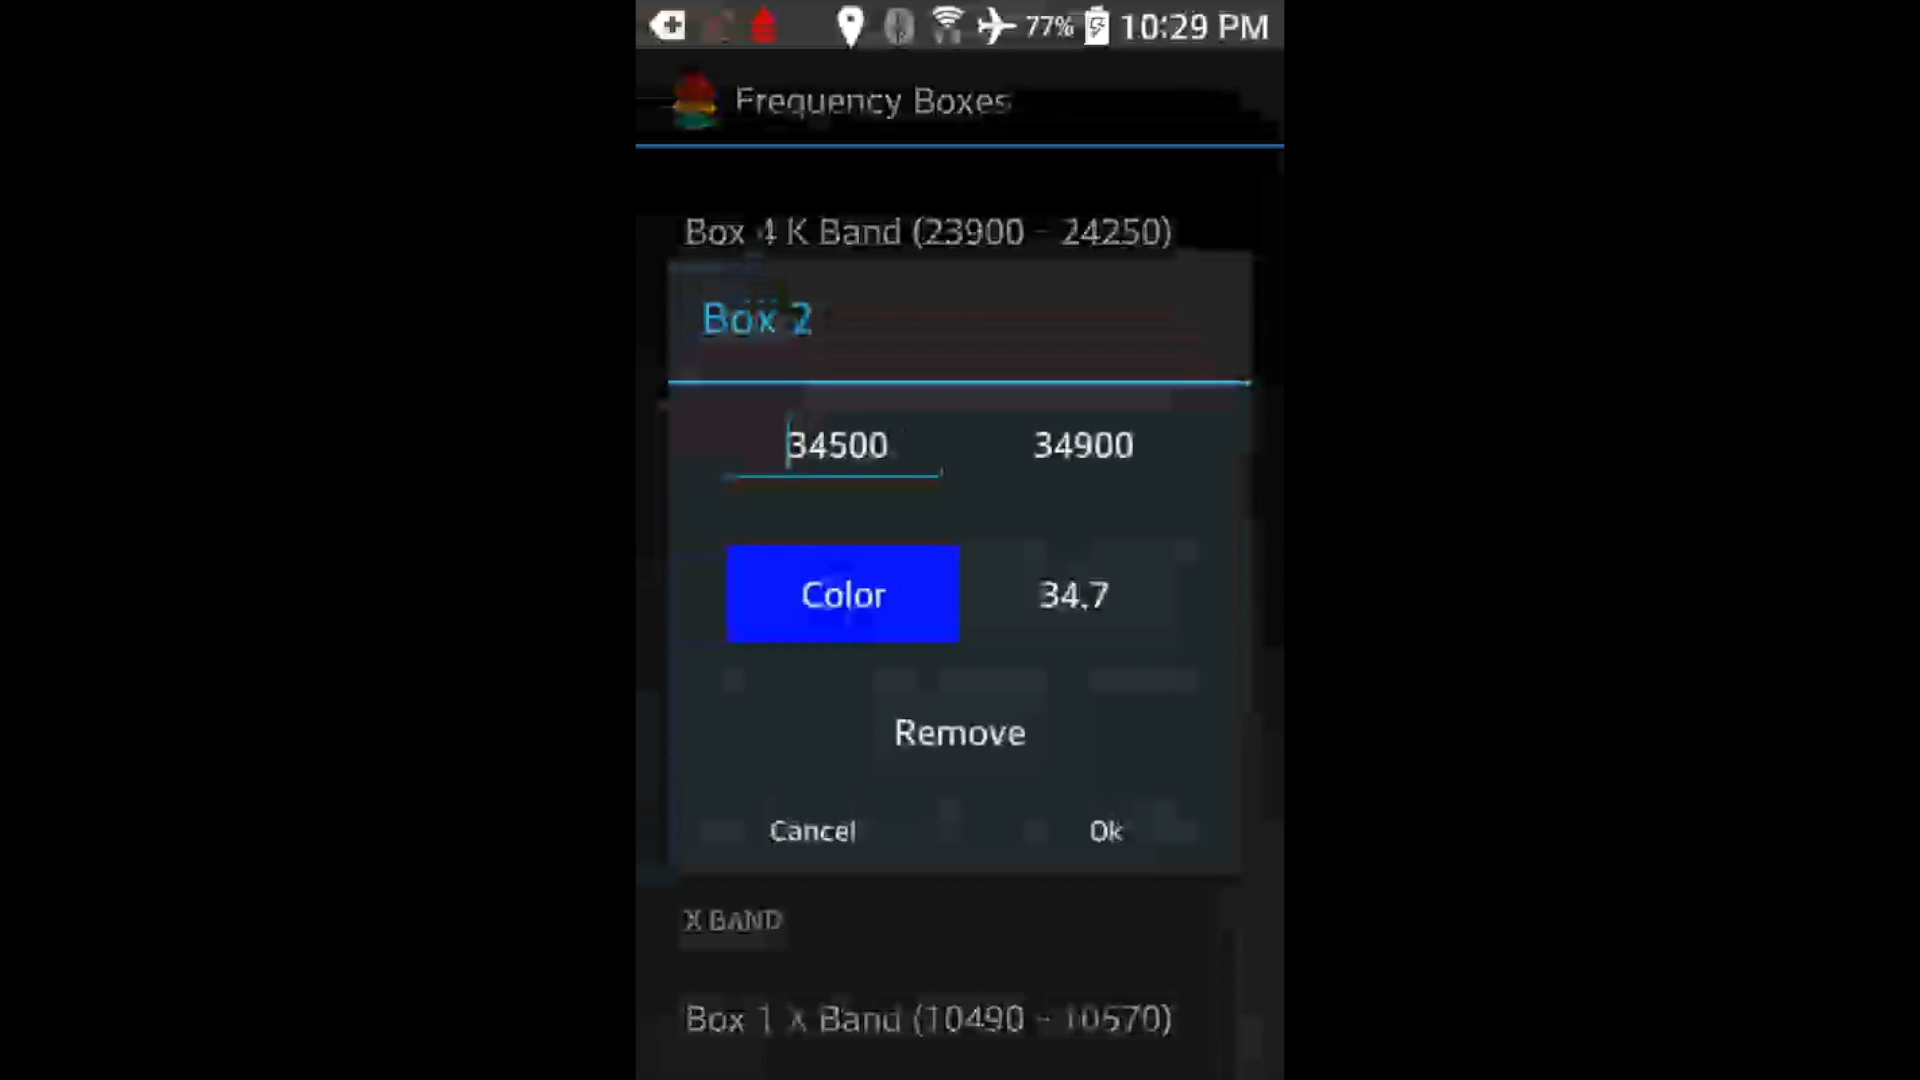 77% 10:29 PM
Frequency Boxes
Box 4 K Band (23900 - 24250)
Box 2
34500 34900
Color 34.7
Remove
Cancel Ok
X BAND
Box 1 X Band (10490 - 10570)